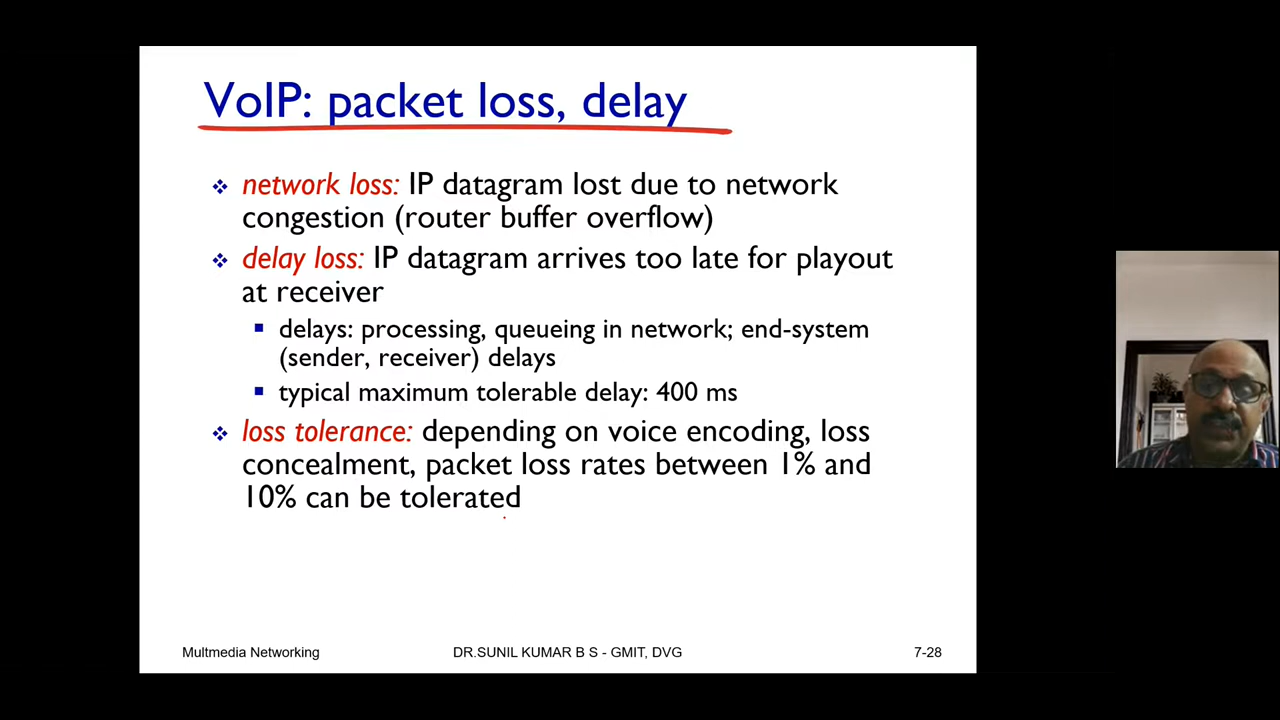 VoIP: packet loss, delay
network loss: IP datagram lost due to network
congestion (router buffer overflow)
delay loss: IP datagram arrives too late for playout
at receiver
delays: processing, queueing in network; end-system
(sender, receiver) delays
typical maximum tolerable delay: 400 ms
loss tolerance: depending on voice encoding, loss
concealment, packet loss rates between 1% and
10% can be tolerated
Multmedia Networking
DR.SUNIL KUMAR B S - GMIT, DVG
7-28